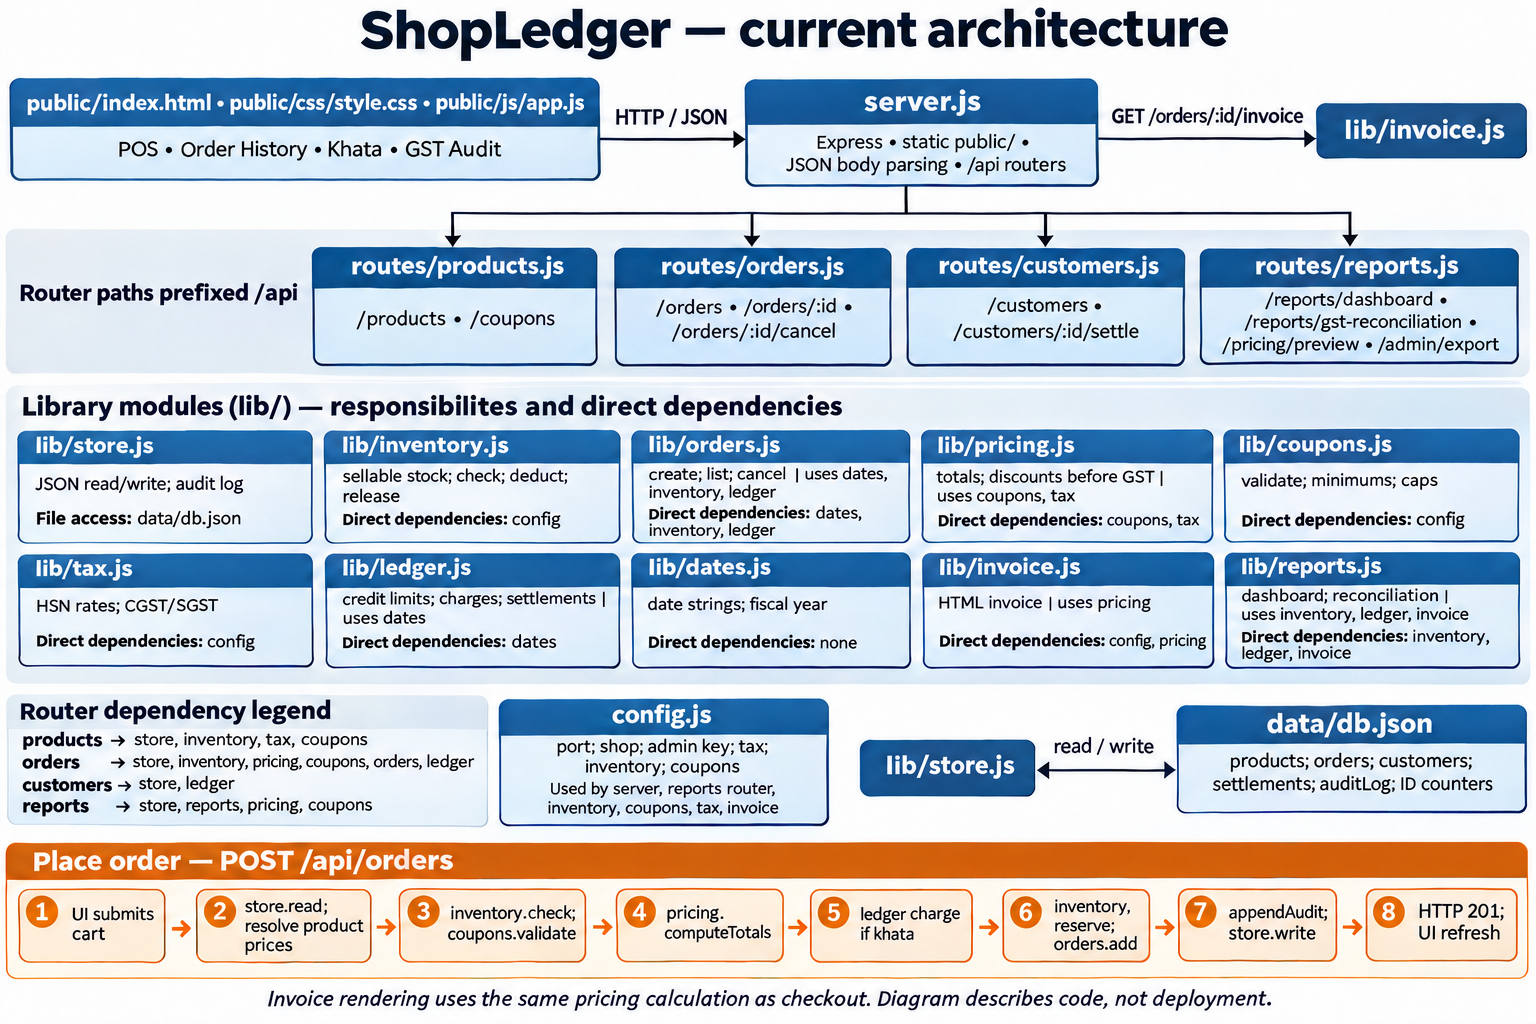 ShopLedger — current architecture
public/index.html • public/css/style.css • public/js/app.js
POS • Order History • Khata • GST Audit
HTTP / JSON
server.js
Express • static public/ •
JSON body parsing • /api routers
GET /orders/:id/invoice
lib/invoice.js
Router paths prefixed /api
routes/products.js
/products • /coupons
routes/orders.js
/orders • /orders/:id •
/orders/:id/cancel
routes/customers.js
/customers •
/customers/:id/settle
routes/reports.js
/reports/dashboard •
/reports/gst-reconciliation •
/pricing/preview • /admin/export
Library modules (lib/) — responsibilites and direct dependencies
lib/store.js
JSON read/write; audit log
File access: data/db.json
lib/inventory.js
sellable stock; check; deduct;
release
Direct dependencies: config
lib/orders.js
create; list; cancel | uses dates,
inventory, ledger
Direct dependencies: dates,
inventory, ledger
lib/pricing.js
totals; discounts before GST |
uses coupons, tax
Direct dependencies: coupons, tax
lib/coupons.js
validate; minimums; caps
Direct dependencies: config
lib/tax.js
HSN rates; CGST/SGST
Direct dependencies: config
lib/ledger.js
credit limits; charges; settlements |
uses dates
Direct dependencies: dates
lib/dates.js
date strings; fiscal year
Direct dependencies: none
lib/invoice.js
HTML invoice | uses pricing
Direct dependencies: config, pricing
lib/reports.js
dashboard; reconciliation |
uses inventory, ledger, invoice
Direct dependencies: inventory,
ledger, invoice
Router dependency legend
products → store, inventory, tax, coupons
orders → store, inventory, pricing, coupons, orders, ledger
customers → store, ledger
reports → store, reports, pricing, coupons
config.js
port; shop; admin key; tax;
inventory; coupons
Used by server, reports router,
inventory, coupons, tax, invoice
lib/store.js
read / write
data/db.json
products; orders; customers;
settlements; auditLog; ID counters
Place order — POST /api/orders
1 UI submits
cart
2 store.read;
resolve product
prices
3 inventory.check;
coupons.validate
4 pricing.
computeTotals
5 ledger charge
if khata
6 inventory,
reserve;
orders.add
7 appendAudit;
store.write
8 HTTP 201;
UI refresh
Invoice rendering uses the same pricing calculation as checkout. Diagram describes code, not deployment.